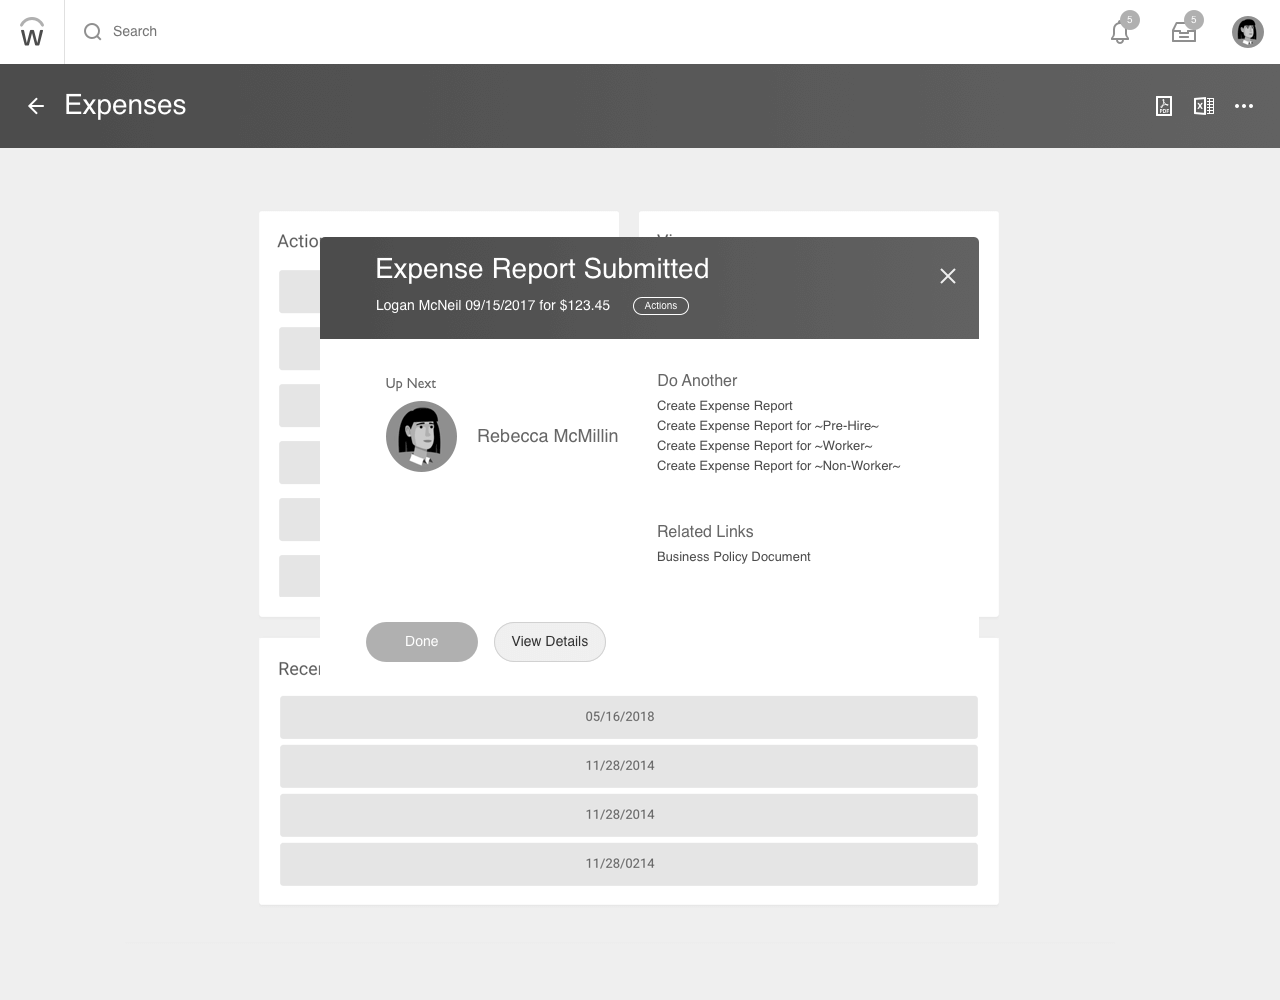 W
Search
5
5
Expenses
PDF
X
Actio
Expense Report Submitted
Logan McNeil 09/15/2017 for $123.45
Actions
Up Next
Rebecca McMillin
Do Another
Create Expense Report
Create Expense Report for ~Pre-Hire~
Create Expense Report for ~Worker~
Create Expense Report for ~Non-Worker~
Related Links
Business Policy Document
Done
View Details
Recen
05/16/2018
11/28/2014
11/28/2014
11/28/0214